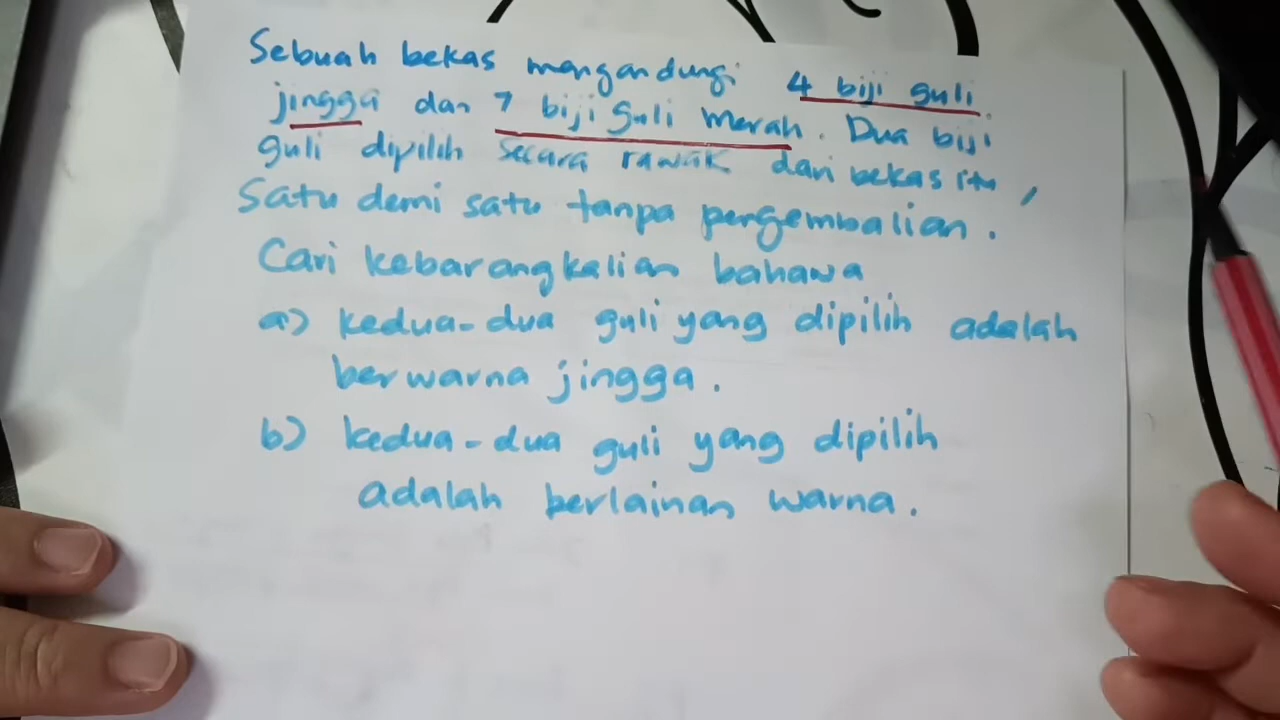 Sebuah bekas mengandungi 4 biji guli
jingga dan 7 biji guli merah. Dua biji
guli dipilih secara rawak dari bekas itu,
Satu demi satu tanpa pengembalian.
Cari kebarangkalian bahawa
a) kedua-dua guli yang dipilih adalah
berwarna jingga.
b) kedua-dua guli yang dipilih
adalah berlainan warna.